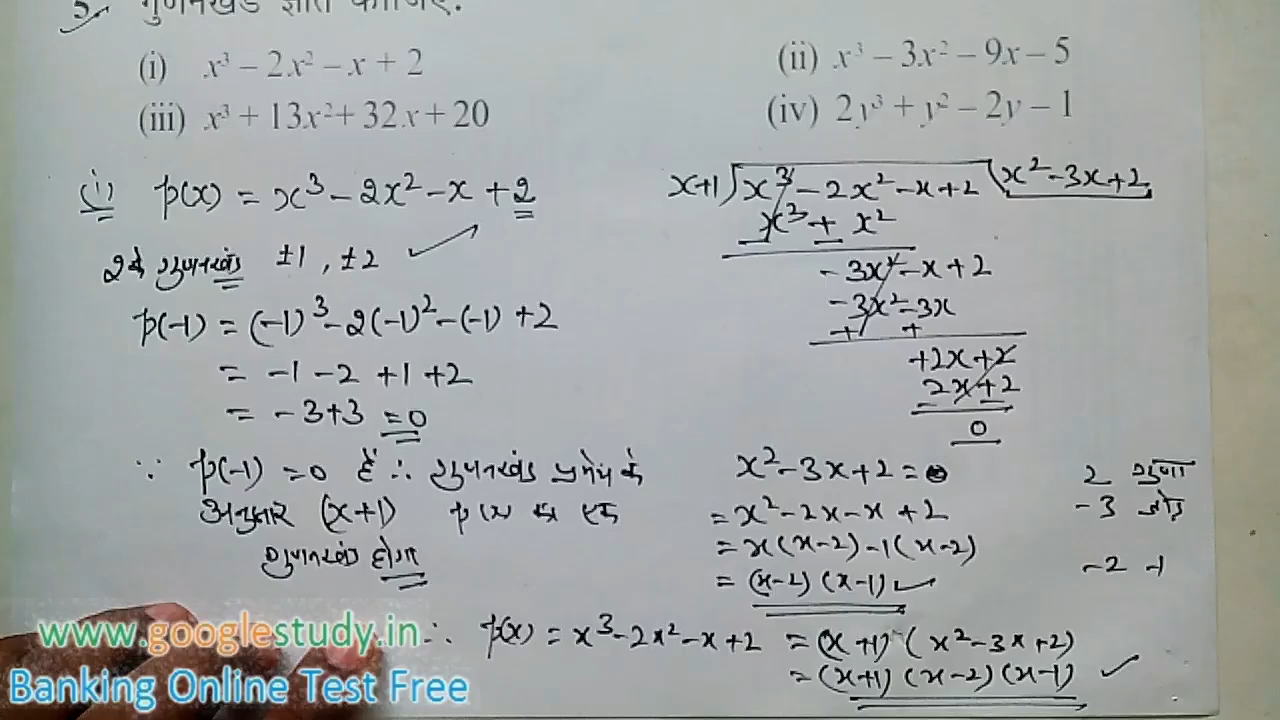 5. गुणनखंड ज्ञात कीजिए:
(i) x³ – 2x² – x + 2
(ii) x³ – 3x² – 9x – 5
(iii) x³ + 13x² + 32x + 20
(iv) 2y³ + y² – 2y – 1
(i) p(x) = x³ – 2x² – x + 2
2 के गुणनखंड ±1, ±2
p(-1) = (-1)³ - 2(-1)² - (-1) + 2
= -1 - 2 + 1 + 2
= -3+3 = 0
∵ p(-1) = 0 है ∴ गुणनखंड प्रमेय के
अनुसार (x+1) p(x) का एक
गुणनखंड होगा
x+1) x³ - 2x² - x + 2 (x² - 3x + 2
x³ + x²
- -
-3x² - x + 2
-3x² - 3x
+ +
+2x + 2
2x + 2
- -
0
x² - 3x + 2 = 0
= x² - 2x - x + 2
= x(x-2) - 1(x-2)
= (x-2) (x-1)
2 गुणा
-3 जोड़
-2 -1
∴ p(x) = x³ - 2x² - x + 2 = (x+1) (x² - 3x + 2)
= (x+1) (x-2) (x-1)
www.googlestudy.in
Banking Online Test Free